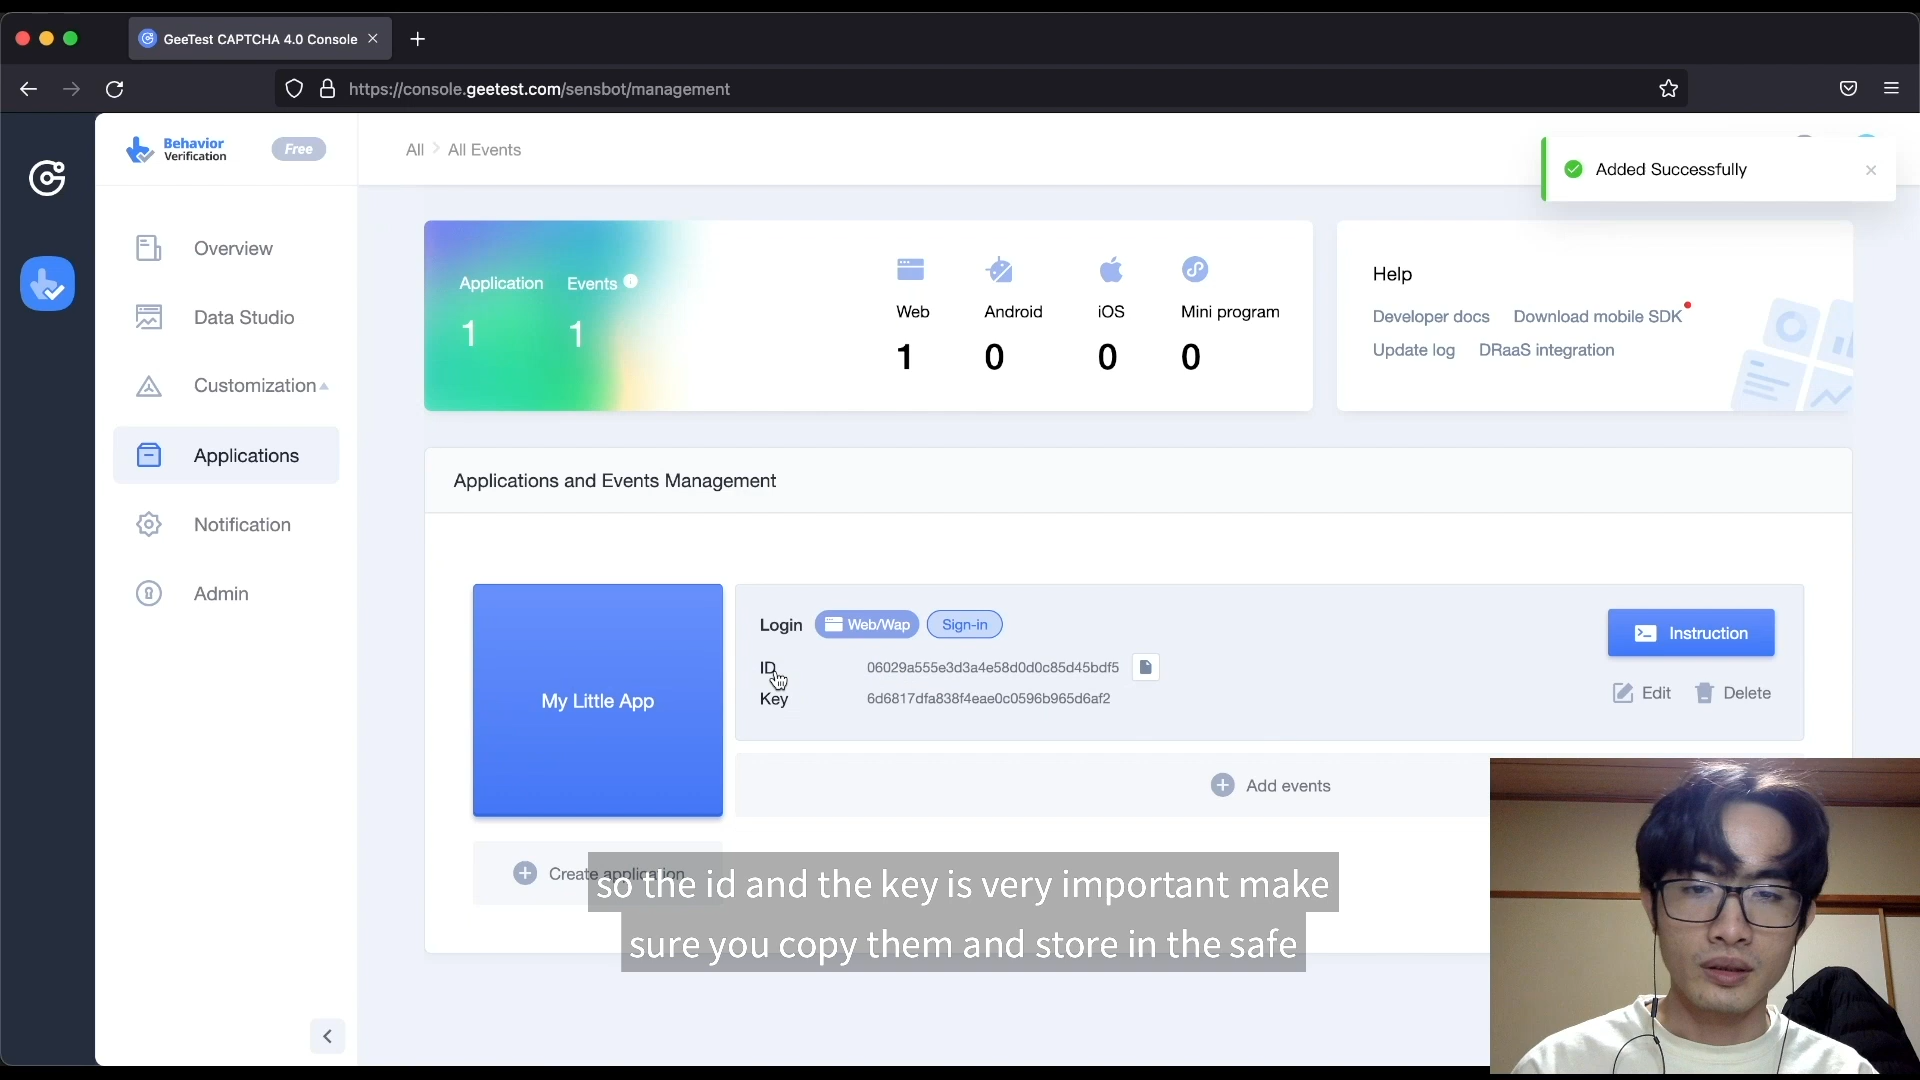 GeeTest CAPTCHA 4.0 Console
https://console.geetest.com/sensbot/management
Behavior
Verification
Free
All > All Events
Added Successfully
Overview
Data Studio
Customization
Applications
Notification
Admin
Application
1
Events
1
Web
1
Android
0
iOS
0
Mini program
0
Help
Developer docs
Download mobile SDK
Update log
DRaaS integration
Applications and Events Management
My Little App
Login
Web/Wap
Sign-in
ID
06029a555e3d3a4e58d0d0c85d45bdf5
Key
6d6817dfa838f4eae0c0596b965d6af2
Instruction
Edit
Delete
Add events
Create application
so the id and the key is very important make
sure you copy them and store in the safe